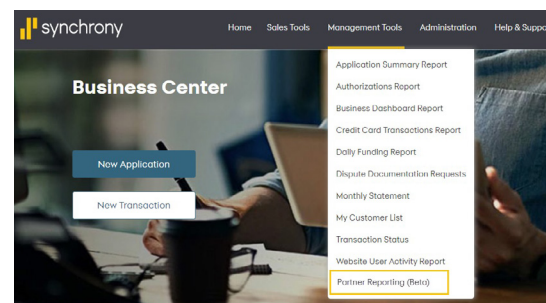 synchrony
Home Sales Tools Management Tools Administration Help & Suppo
Application Summary Report
Authorizations Report
Business Dashboard Report
Credit Card Transactions Report
Daily Funding Report
Dispute Documentation Requests
Monthly Statement
My Customer List
Transaction Status
Website User Activity Report
Partner Reporting (Beta)
Business Center
New Application
New Transaction